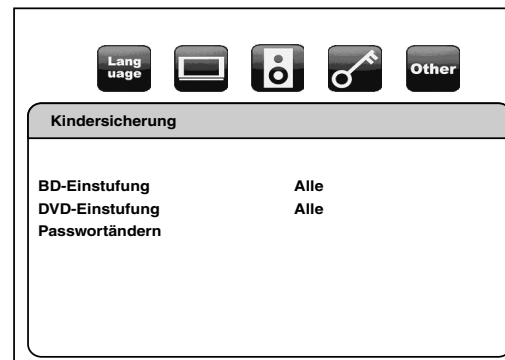 Lang
uage
Other
Kindersicherung
BD-Einstufung Alle
DVD-Einstufung Alle
Passwortändern